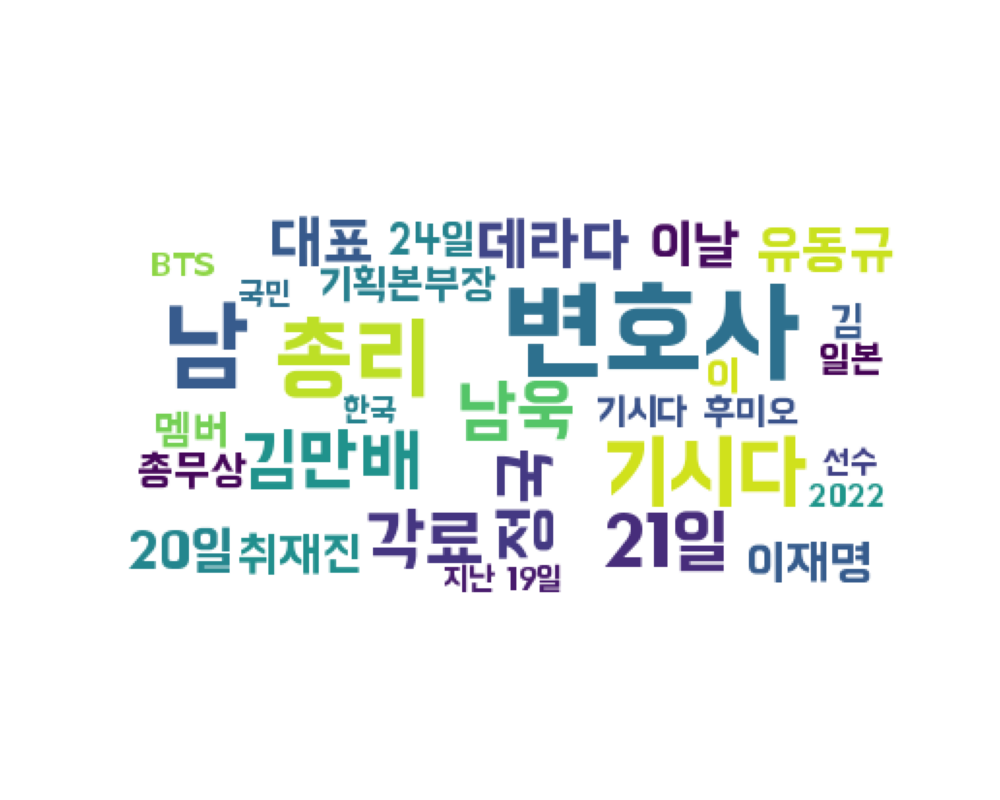 대표 24일 데라다 이날 유동규
BTS
국민 기획본부장
남 총리 변호사 김
일본
이
멤버 한국 남욱 기시다 후미오
총무상 김만배 정국 기시다 선수
2022
20일 취재진 각료 21일 이재명
지난 19일